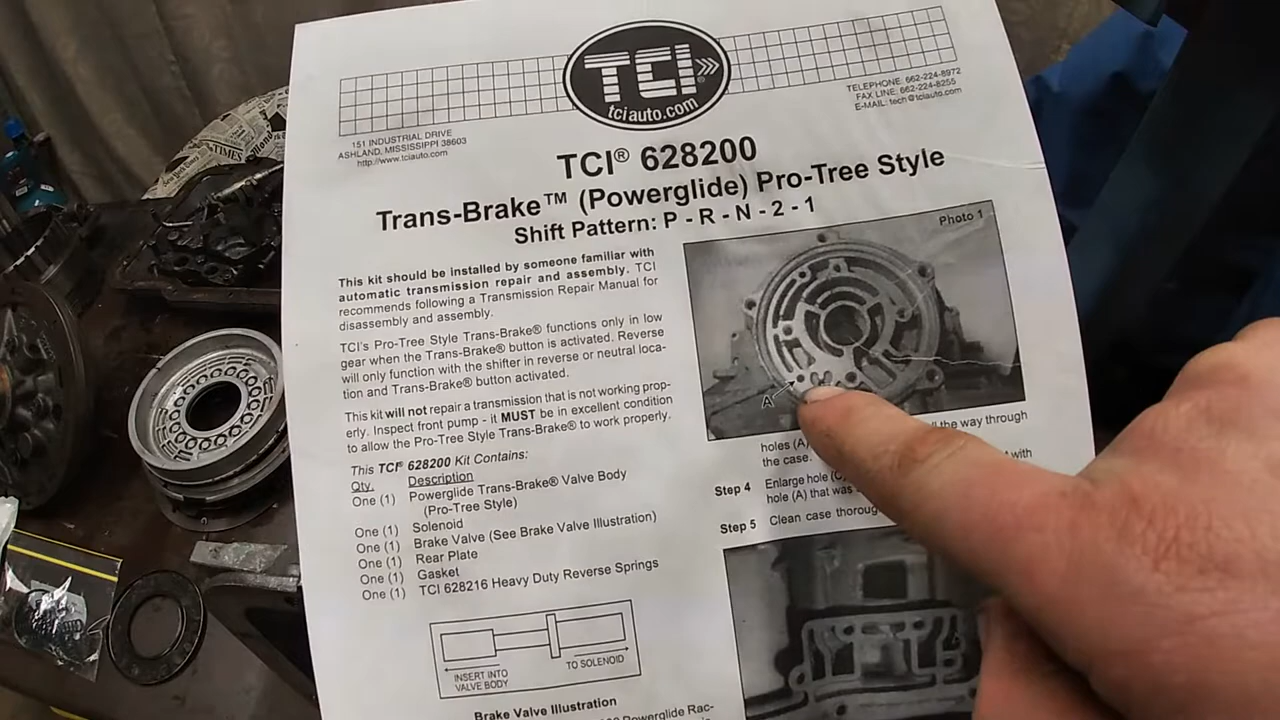 TCI®
tciauto.com
151 INDUSTRIAL DRIVE
ASHLAND, MISSISSIPPI 38603
http://www.tciauto.com
TELEPHONE: 662-224-8972
FAX LINE: 662-224-8255
E-MAIL: tech@tciauto.com
TCI® 628200
Trans-Brake™ (Powerglide) Pro-Tree Style
Shift Pattern: P - R - N - 2 - 1
This kit should be installed by someone familiar with
automatic transmission repair and assembly. TCI
recommends following a Transmission Repair Manual for
disassembly and assembly.
TCI's Pro-Tree Style Trans-Brake® functions only in low
gear when the Trans-Brake® button is activated. Reverse
will only function with the shifter in reverse or neutral loca-
tion and Trans-Brake® button activated.
This kit will not repair a transmission that is not working prop-
erly. Inspect front pump - it MUST be in excellent condition
to allow the Pro-Tree Style Trans-Brake® to work properly.
This TCI® 628200 Kit Contains:
Qty. Description
One (1) Powerglide Trans-Brake® Valve Body
(Pro-Tree Style)
One (1) Solenoid
One (1) Brake Valve (See Brake Valve Illustration)
One (1) Rear Plate
One (1) Gasket
One (1) TCI 628216 Heavy Duty Reverse Springs
INSERT INTO
VALVE BODY
TO SOLENOID
Brake Valve Illustration
Powerglide Rac-
Photo 1
A
the way through
holes (A)
the case.
with
Step 4 Enlarge hole (C)
hole (A) that was
Step 5 Clean case
TIMES